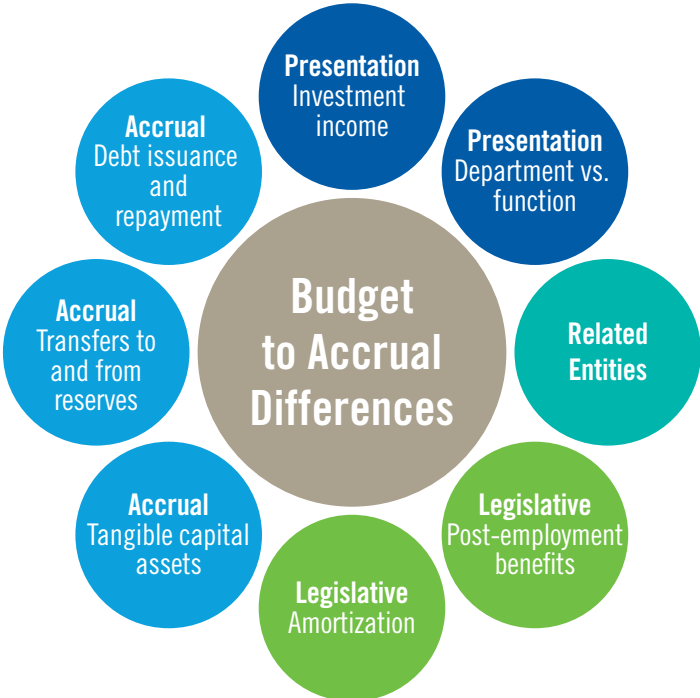 Presentation
Investment
income
Presentation
Department vs.
function
Related
Entities
Legislative
Post-employment
benefits
Legislative
Amortization
Accrual
Tangible capital
assets
Accrual
Transfers to
and from
reserves
Accrual
Debt issuance
and
repayment
Budget
to Accrual
Differences